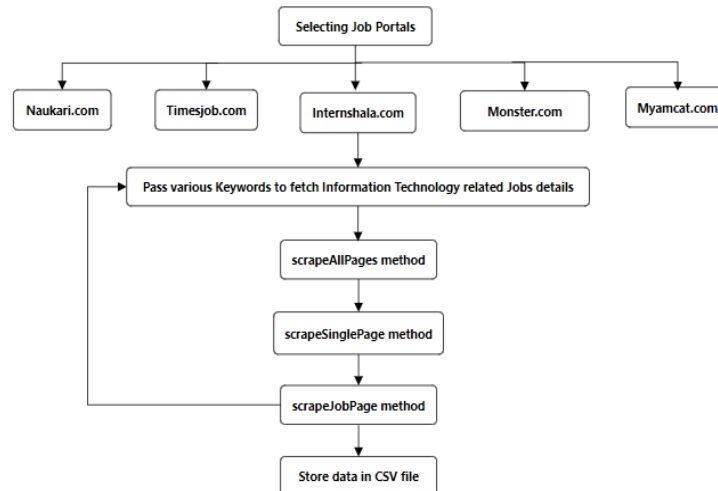 Selecting Job Portals
Naukari.com
Timesjob.com
Internshala.com
Monster.com
Myamcat.com
Pass various Keywords to fetch Information Technology related Jobs details
scrapeAllPages method
scrapeSinglePage method
scrapeJobPage method
Store data in CSV file